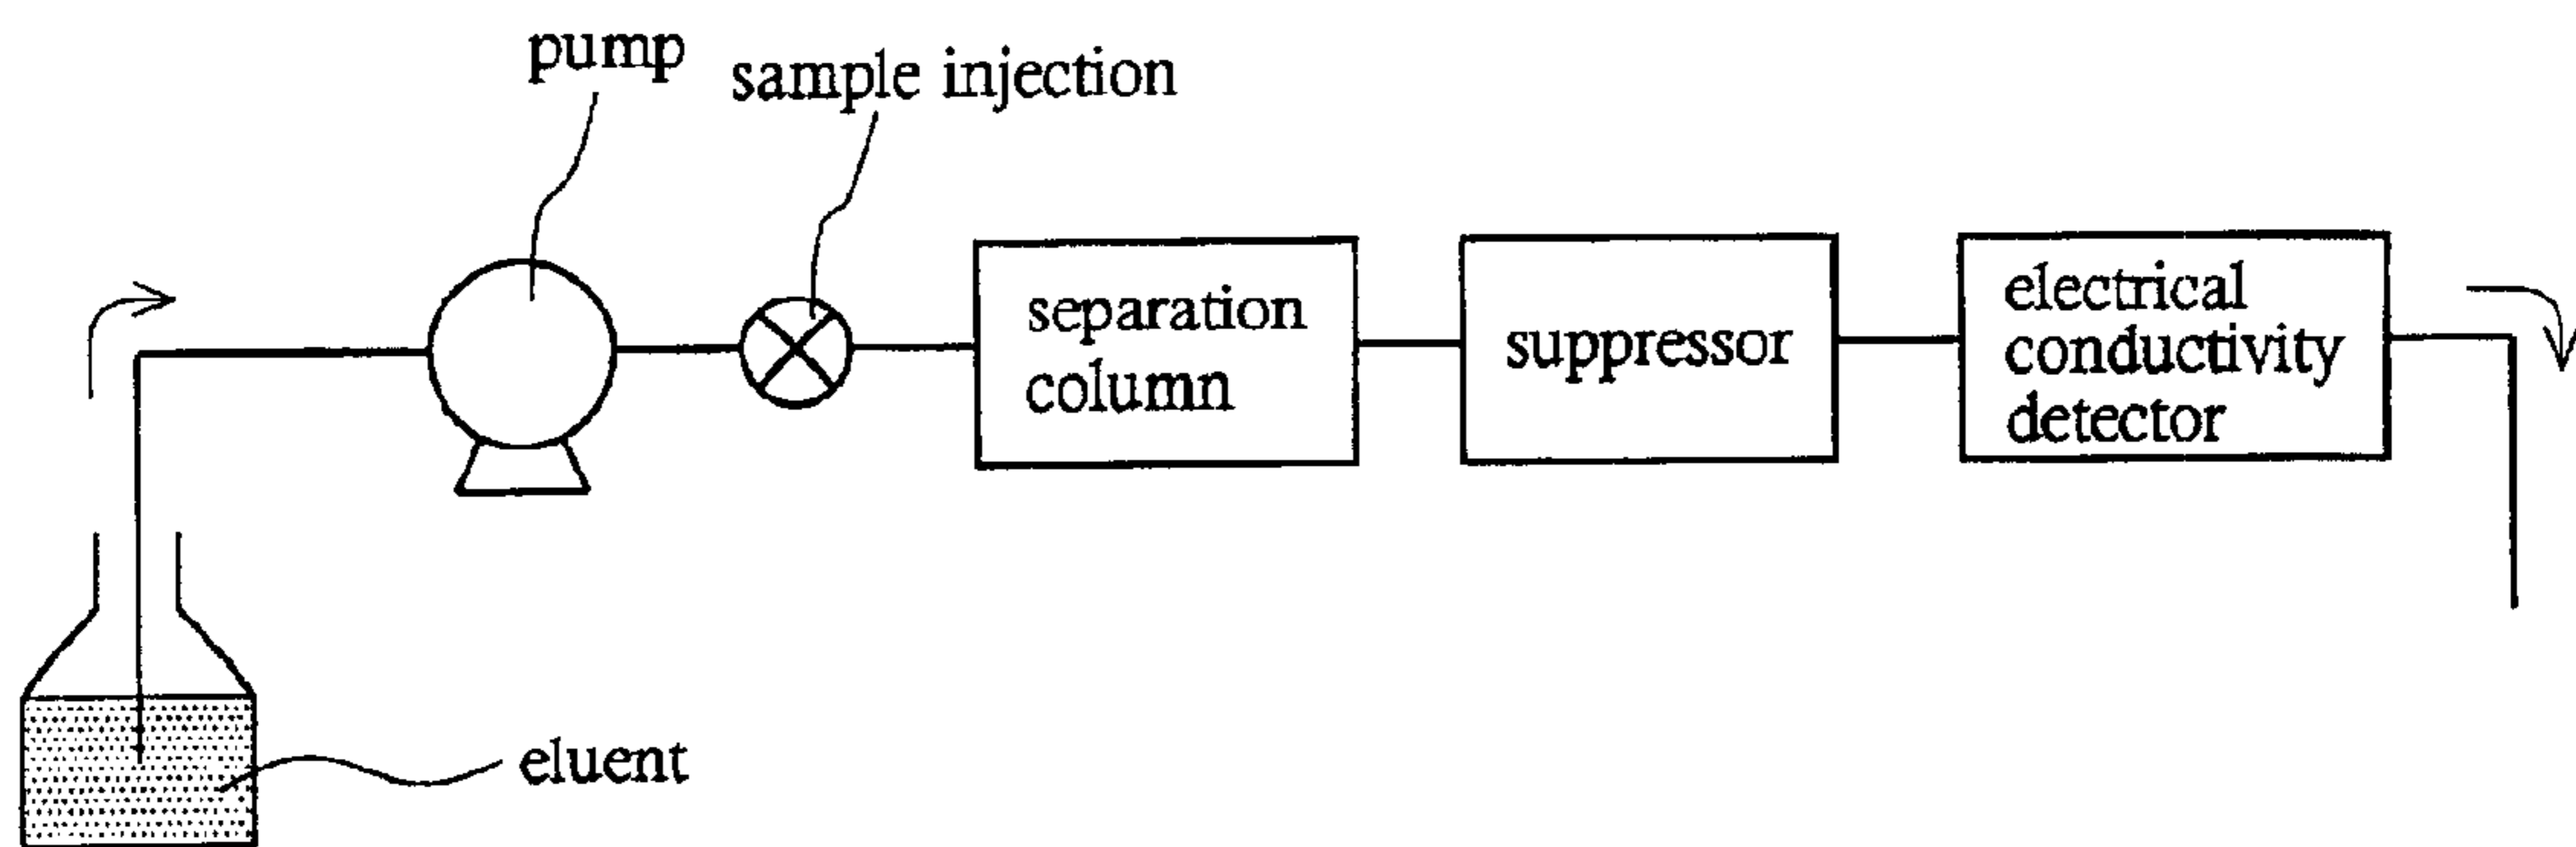 pump
sample injection
separation
column
suppressor
electrical
conductivity
detector
eluent